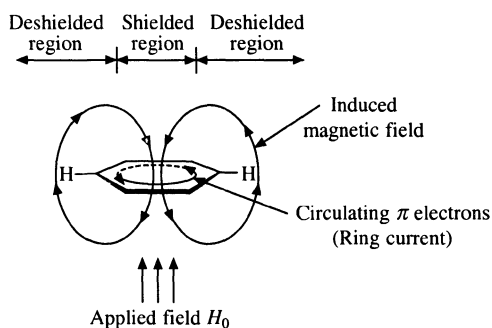 Deshielded Shielded Deshielded
region region region
Induced
magnetic field
H H
Circulating π electrons
(Ring current)
Applied field H₀